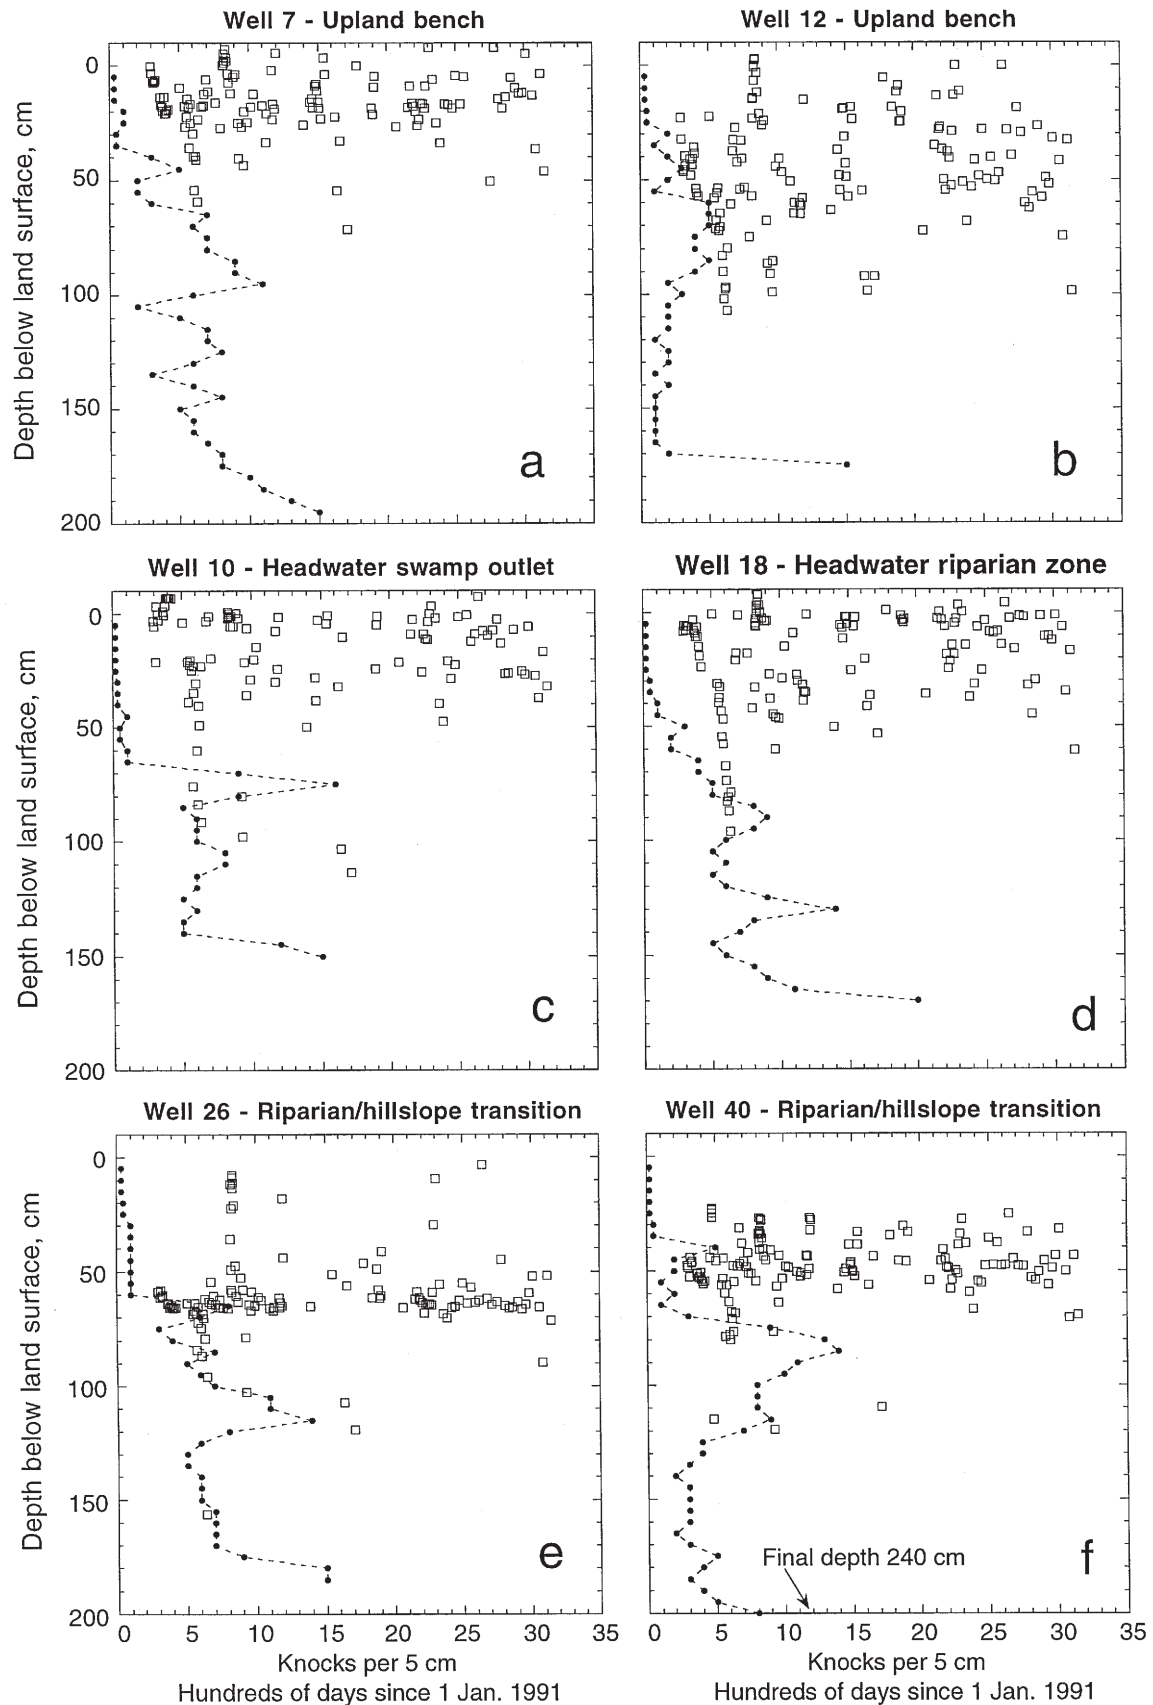 Well 7 - Upland bench
Well 12 - Upland bench
Depth below land surface, cm
0
50
100
150
200
a
b
Well 10 - Headwater swamp outlet
Well 18 - Headwater riparian zone
Depth below land surface, cm
0
50
100
150
200
c
d
Well 26 - Riparian/hillslope transition
Well 40 - Riparian/hillslope transition
Depth below land surface, cm
0
50
100
150
200
e
Final depth 240 cm
f
0 5 10 15 20 25 30 35
0 5 10 15 20 25 30 35
Knocks per 5 cm
Knocks per 5 cm
Hundreds of days since 1 Jan. 1991
Hundreds of days since 1 Jan. 1991